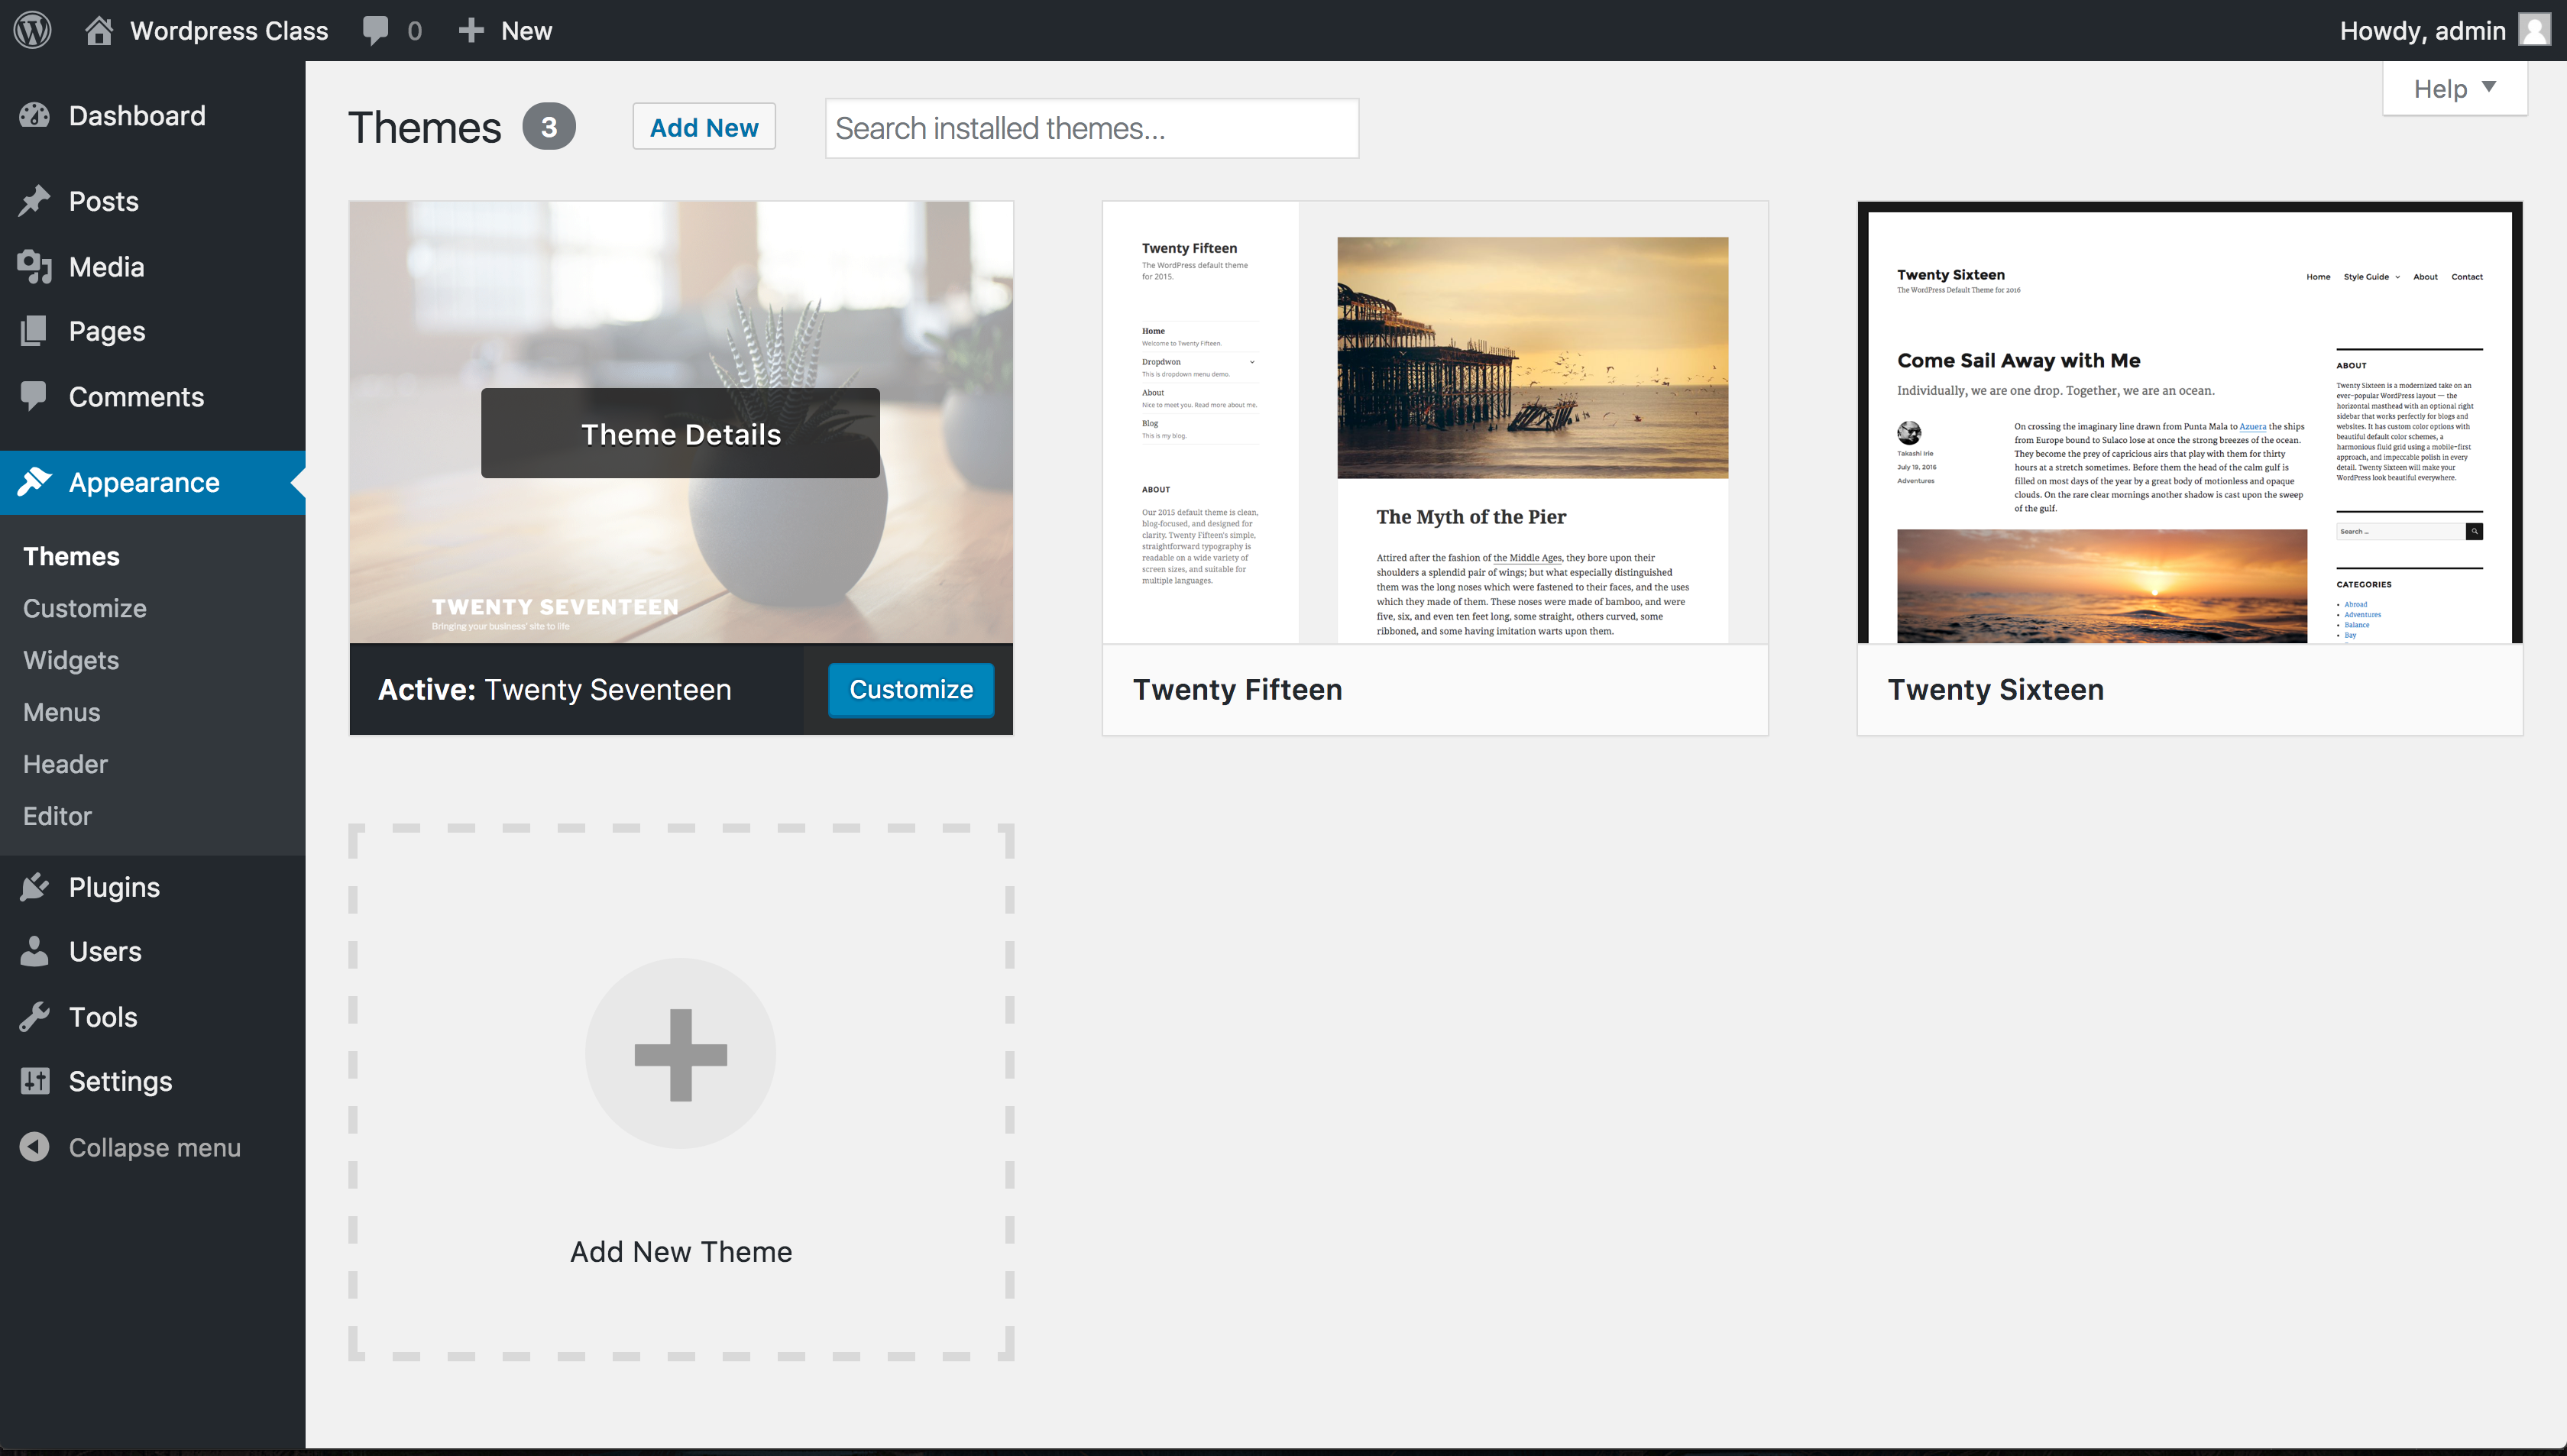 Wordpress Class
0
New
Howdy, admin
Help
Dashboard
Posts
Media
Pages
Comments
Appearance
Themes
Customize
Widgets
Menus
Header
Editor
Plugins
Users
Tools
Settings
Collapse menu
Themes 3
Add New
Search installed themes...
Theme Details
TWENTY SEVENTEEN
Bringing your business' site to life
Active: Twenty Seventeen
Customize
Twenty Fifteen
The WordPress default theme
for 2015.
Home
Welcome to Twenty Fifteen.
Dropdwon
This is dropdown menu demo.
About
Nice to meet you. Read more about me.
Blog
This is my blog.
ABOUT
Our 2015 default theme is clean,
blog-focused, and designed for
clarity. Twenty Fifteen's simple,
straightforward typography is
readable on a wide variety of
screen sizes, and suitable for
multiple languages.
The Myth of the Pier
Attired after the fashion of the Middle Ages, they bore upon their
shoulders a splendid pair of wings; but what especially distinguished
them was the long noses which were fastened to their faces, and the uses
which they made of them. These noses were made of bamboo, and were
five, six, and even ten feet long, some straight, others curved, some
ribboned, and some having imitation warts upon them.
Twenty Fifteen
Twenty Sixteen
The WordPress Default Theme for 2016
Home
Style Guide
About
Contact
Come Sail Away with Me
Individually, we are one drop. Together, we are an ocean.
Takashi Irie
July 19, 2016
Adventures
On crossing the imaginary line drawn from Punta Mala to Azuera the ships
from Europe bound to Sulaco lose at once the strong breezes of the ocean.
They become the prey of capricious airs that play with them for thirty
hours at a stretch sometimes. Before them the head of the calm gulf is
filled on most days of the year by a great body of motionless and opaque
clouds. On the rare clear mornings another shadow is cast upon the sweep
of the gulf.
ABOUT
Twenty Sixteen is a modernized take on an
ever-popular WordPress layout — the
horizontal masthead with an optional right
sidebar that works perfectly for blogs and
websites. It has custom color options with
beautiful default color schemes, a
harmonious fluid grid using a mobile-first
approach, and impeccable polish in every
detail. Twenty Sixteen will make your
WordPress look beautiful everywhere.
Search ...
CATEGORIES
Abroad
Adventures
Balance
Bay
Twenty Sixteen
Add New Theme